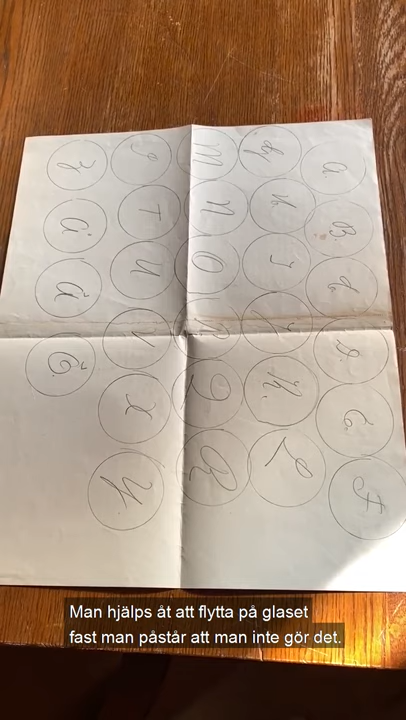 A B C D E F
G H I J K L
M N O P Q R
S T U V X Y
Z Å Ä Ö
Man hjälps åt att flytta på glaset
fast man påstår att man inte gör det.